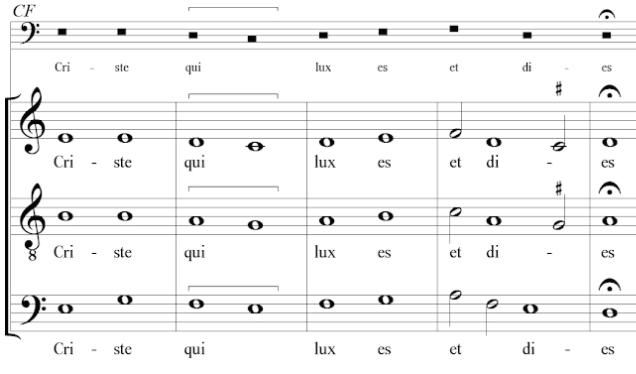 CF
Cri - ste qui lux es et di - es
Cri - ste qui lux es et di - es
8 Cri - ste qui lux es et di - es
Cri - ste qui lux es et di - es